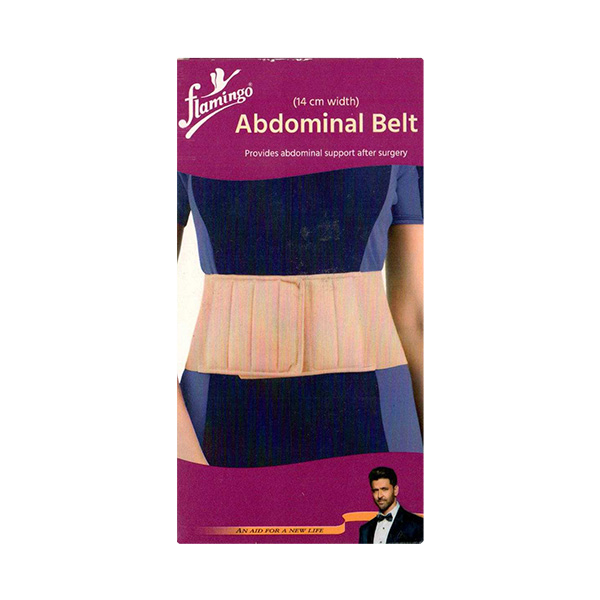 flamingo®
(14 cm width)
Abdominal Belt
Provides abdominal support after surgery
AN AID FOR A NEW LIFE